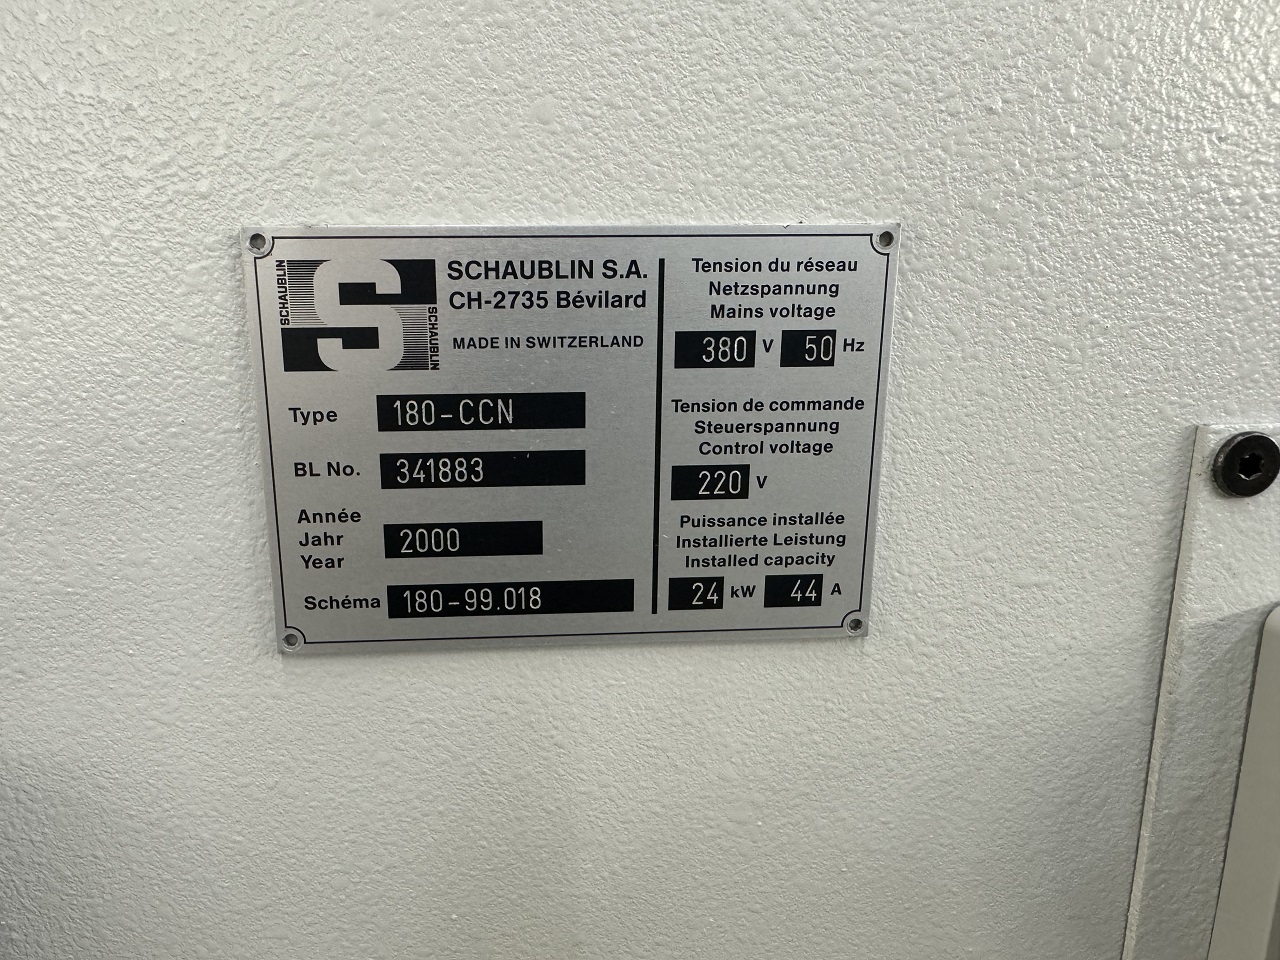 SCHAUBLIN
SCHAUBLIN
SCHAUBLIN S.A.
CH-2735 Bévilard
MADE IN SWITZERLAND
Type 180-CCN
BL No. 341883
Année
Jahr 2000
Year
Schéma 180-99.018
Tension du réseau
Netzspannung
Mains voltage
380 V 50 Hz
Tension de commande
Steuerspannung
Control voltage
220 V
Puissance installée
Installierte Leistung
Installed capacity
24 kW 44 A